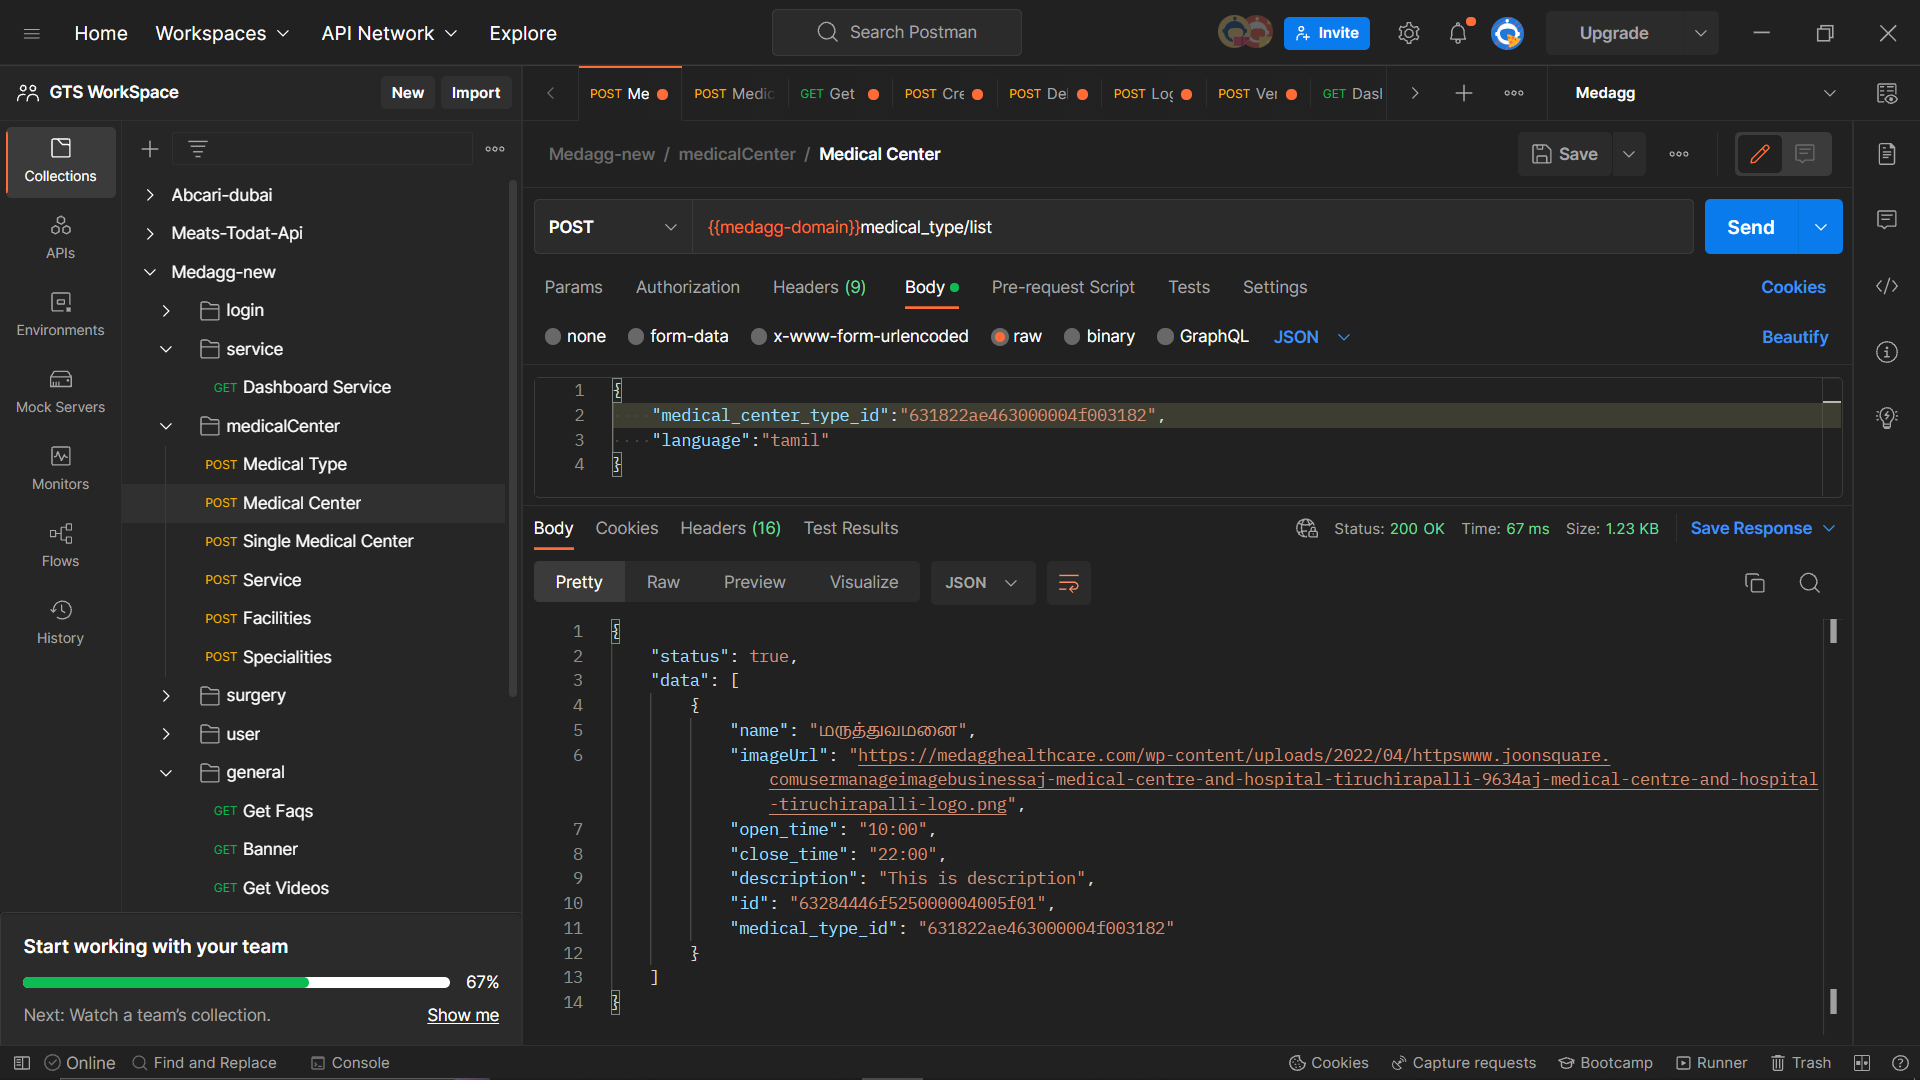 Home Workspaces API Network Explore Search Postman Invite Upgrade
GTS WorkSpace New Import
POST Me POST Medic GET Get POST Cre POST Del POST Log POST Ver GET Dash Medagg
Collections
APIs
Environments
Mock Servers
Monitors
Flows
History
Abcari-dubai
Meats-Todat-Api
Medagg-new
login
service
GET Dashboard Service
medicalCenter
POST Medical Type
POST Medical Center
POST Single Medical Center
POST Service
POST Facilities
POST Specialities
surgery
user
general
GET Get Faqs
GET Banner
GET Get Videos
Start working with your team
67%
Next: Watch a team's collection. Show me
Medagg-new / medicalCenter / Medical Center Save
POST {{medagg-domain}}medical_type/list Send
Params Authorization Headers (9) Body Pre-request Script Tests Settings Cookies
none form-data x-www-form-urlencoded raw binary GraphQL JSON Beautify
1 {
2 "medical_center_type_id":"631822ae463000004f003182",
3 "language":"tamil"
4 }
Body Cookies Headers (16) Test Results Status: 200 OK Time: 67 ms Size: 1.23 KB Save Response
Pretty Raw Preview Visualize JSON
1 {
2 "status": true,
3 "data": [
4 {
5 "name": "மருத்துவமனை",
6 "imageUrl": "https://medagghealthcare.com/wp-content/uploads/2022/04/httpswww.joonsquare.
comusermanageimagebusinessaj-medical-centre-and-hospital-tiruchirapalli-9634aj-medical-centre-and-hospital
-tiruchirapalli-logo.png",
7 "open_time": "10:00",
8 "close_time": "22:00",
9 "description": "This is description",
10 "id": "63284446f525000004005f01",
11 "medical_type_id": "631822ae463000004f003182"
12 }
13 ]
14 }
Online Find and Replace Console Cookies Capture requests Bootcamp Runner Trash